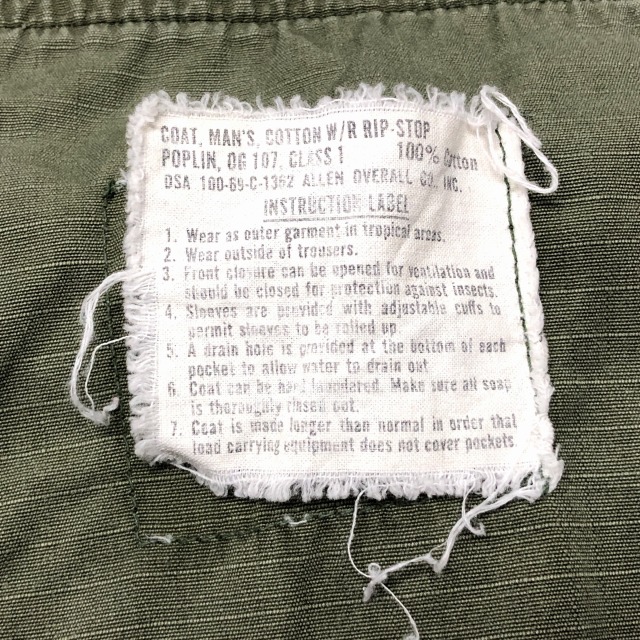 COAT, MAN'S, COTTON W/R RIP-STOP
POPLIN, OG 107, CLASS 1 100% Cotton
DSA 100-69-C-1362 ALLEN OVERALL CO., INC.
INSTRUCTION LABEL
1. Wear as outer garment in tropical areas.
2. Wear outside of trousers.
3. Front closure can be opened for ventilation and
should be closed for protection against insects.
4. Sleeves are provided with adjustable cuffs to
permit sleeves to be rolled up.
5. A drain hole is provided at the bottom of each
pocket to allow water to drain out
6. Coat can be hand laundered. Make sure all soap
is thoroughly rinsed out.
7. Coat is made longer than normal in order that
load carrying equipment does not cover pockets.